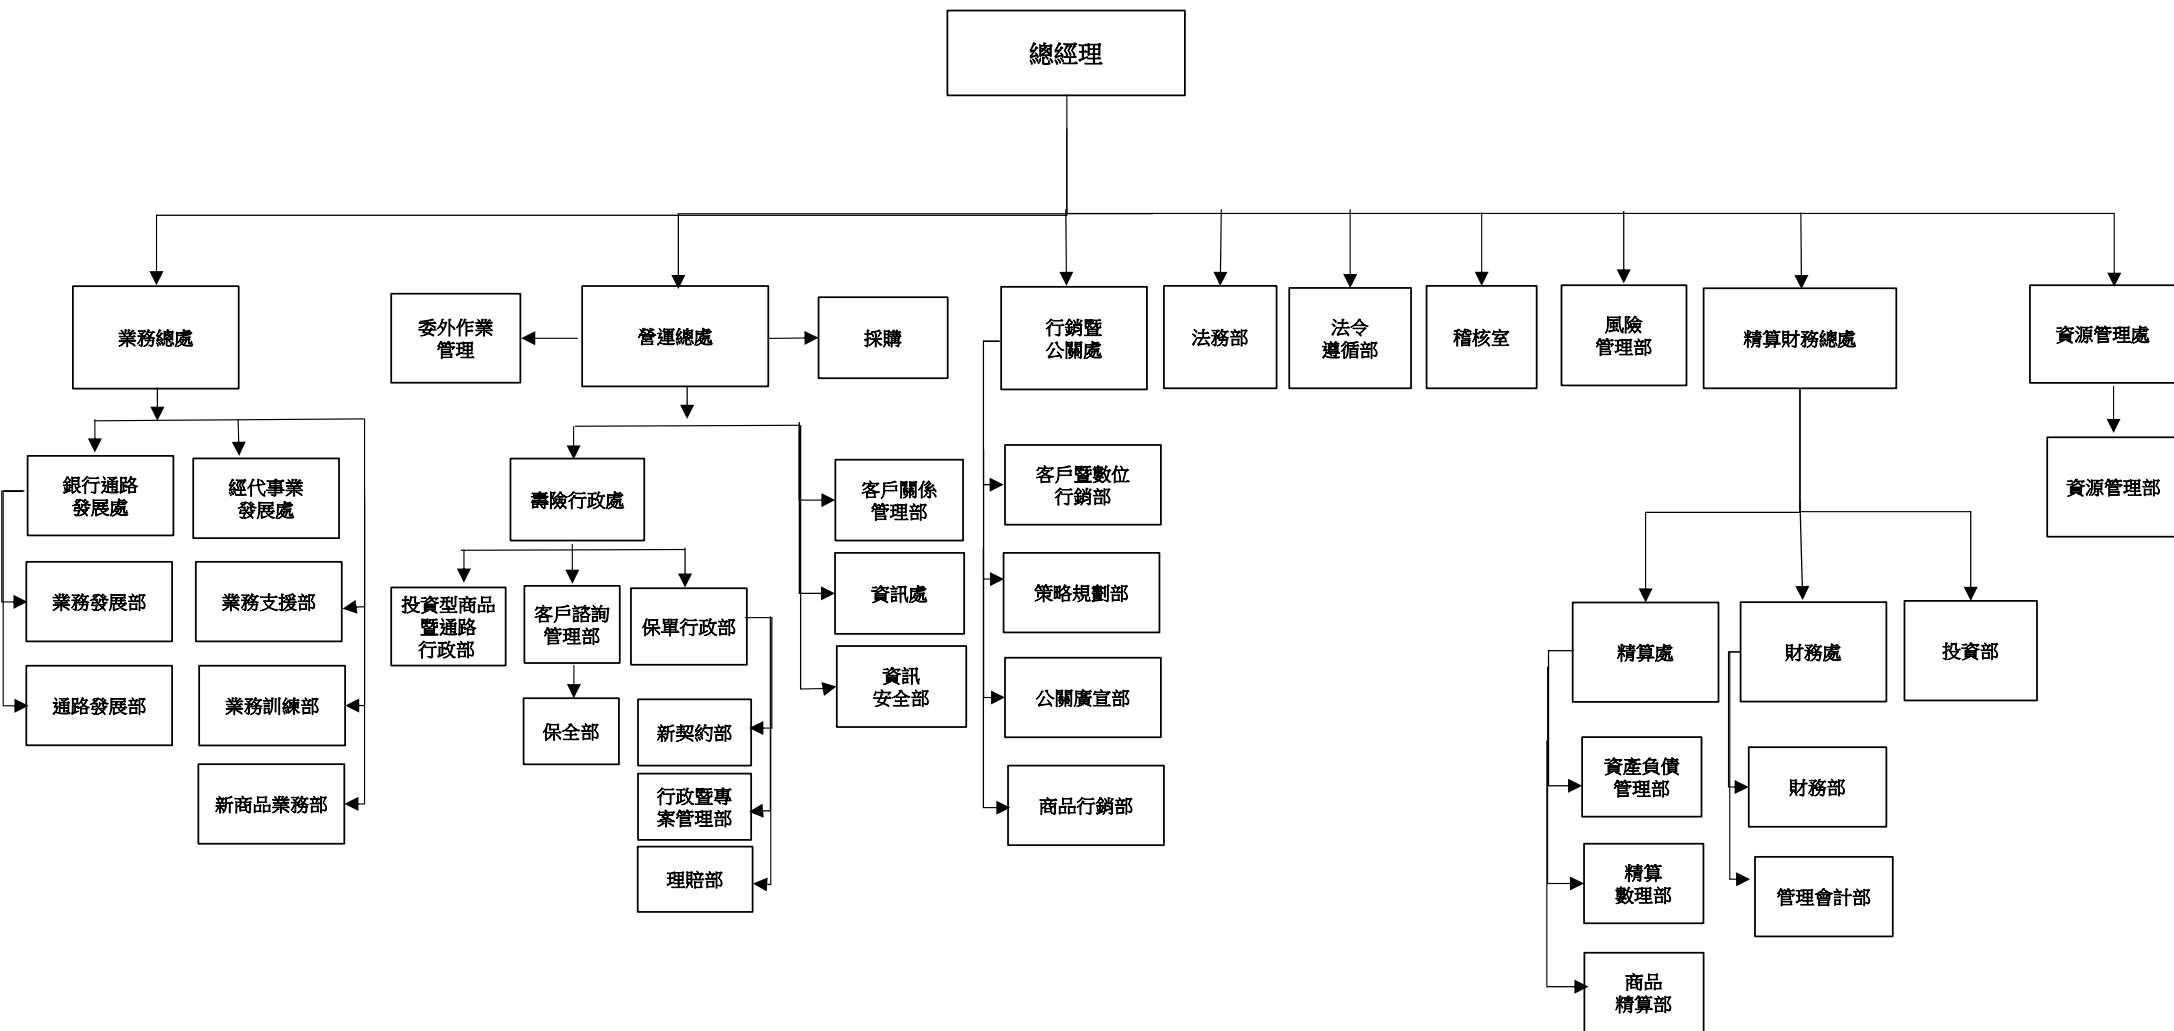 總經理
業務總處
委外作業
管理
營運總處
採購
行銷暨
公關處
法務部
法令
遵循部
稽核室
風險
管理部
精算財務總處
資源管理處
銀行通路
發展處
經代事業
發展處
壽險行政處
客戶關係
管理部
客戶暨數位
行銷部
資源管理部
業務發展部
業務支援部
投資型商品
暨通路
行政部
客戶諮詢
管理部
保單行政部
資訊處
策略規劃部
精算處
財務處
投資部
通路發展部
業務訓練部
保全部
新契約部
資訊
安全部
公關廣宣部
資產負債
管理部
財務部
新商品業務部
行政暨專
案管理部
商品行銷部
理賠部
精算
數理部
管理會計部
商品
精算部